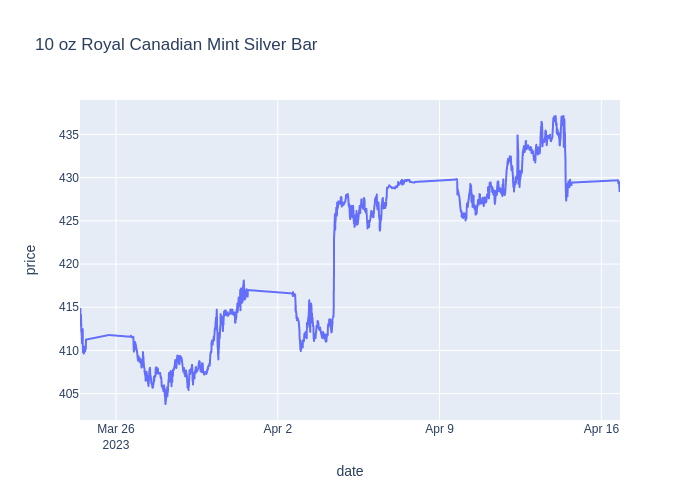 10 oz Royal Canadian Mint Silver Bar
435
430
425
420
415
410
405
price
Mar 26
2023
Apr 2
Apr 9
Apr 16
date